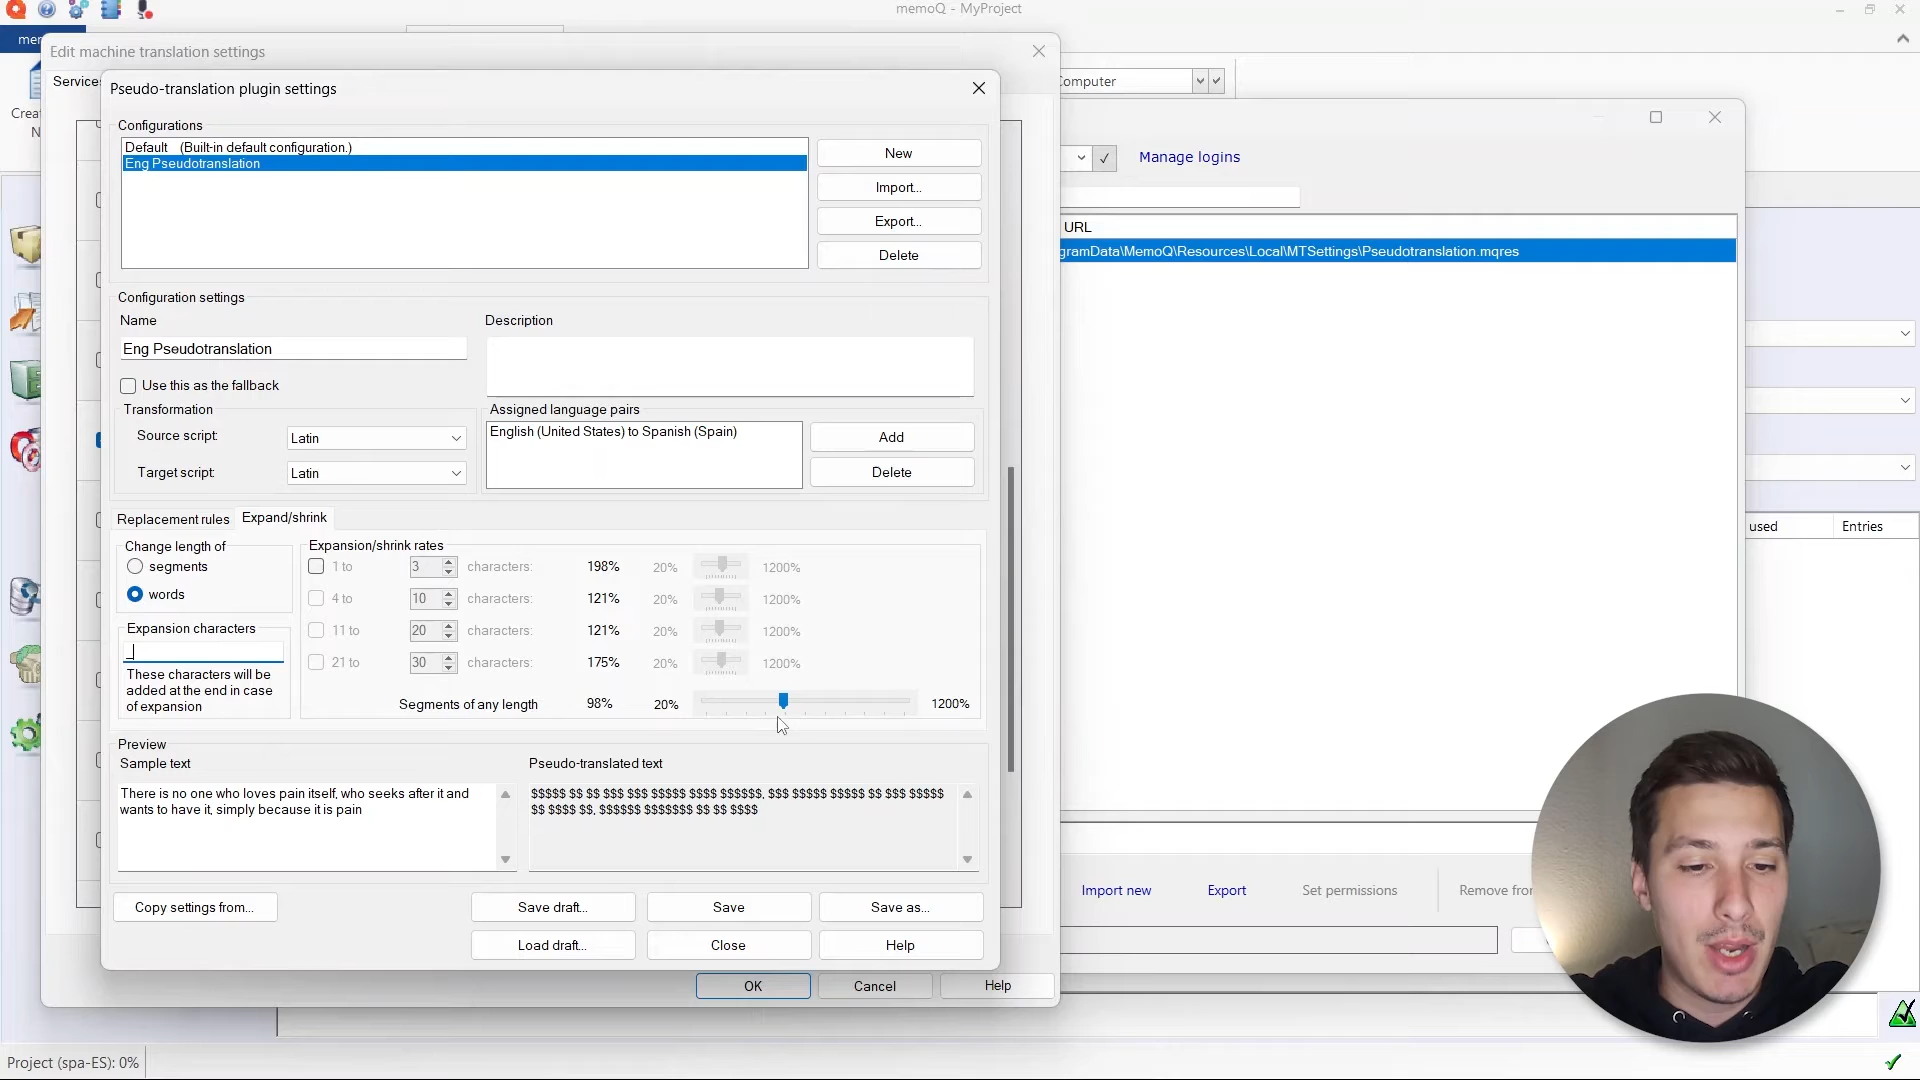 memoQ - MyProject
Edit machine translation settings
Services
Pseudo-translation plugin settings
Configurations
Default (Built-in default configuration.)
Eng Pseudotranslation
New
Import...
Export...
Delete
Configuration settings
Name
Description
Eng Pseudotranslation
Use this as the fallback
Transformation
Source script: Latin
Target script: Latin
Assigned language pairs
English (United States) to Spanish (Spain)
Add
Delete
Replacement rules Expand/shrink
Change length of
segments
words
Expansion characters
_
These characters will be
added at the end in case
of expansion
Expansion/shrink rates
1 to 3 characters: 198% 20% 1200%
4 to 10 characters: 121% 20% 1200%
11 to 20 characters: 121% 20% 1200%
21 to 30 characters: 175% 20% 1200%
Segments of any length 98% 20% 1200%
Preview
Sample text
There is no one who loves pain itself, who seeks after it and
wants to have it, simply because it is pain
Pseudo-translated text
$$$$$ $$ $$ $$$ $$$ $$$$$ $$$$ $$$$$$, $$$ $$$$$ $$$$$ $$ $$$ $$$$$
$$ $$$$ $$, $$$$$$ $$$$$$$ $$ $$ $$$$
Copy settings from...
Save draft...
Save
Save as...
Load draft...
Close
Help
OK
Cancel
Help
Computer
Manage logins
URL
gramData\MemoQ\Resources\Local\MTSettings\Pseudotranslation.mqres
used
Entries
Import new
Export
Set permissions
Remove from
Project (spa-ES): 0%